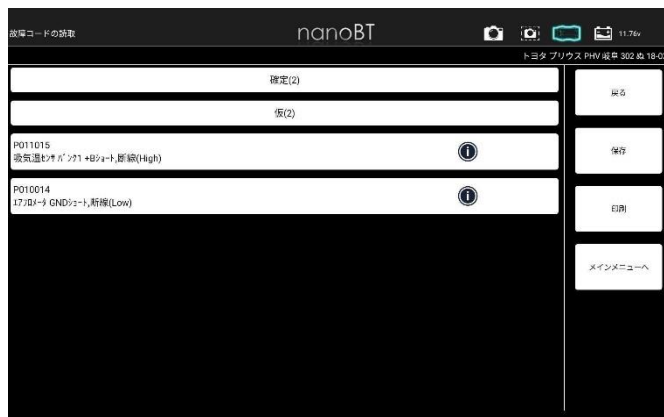 故障コードの読取
nanoBT
11.76v
トヨタ プリウス PHV 岐阜 302 ぬ 18-0
確定(2)
仮(2)
P011015
吸気温ｾﾝｻ ﾊﾞﾝｸ1 +Bｼｮｰﾄ,断線(High)
P010014
ｴｱﾌﾛﾒｰﾀ GNDｼｮｰﾄ,断線(Low)
戻る
保存
印刷
メインメニューへ